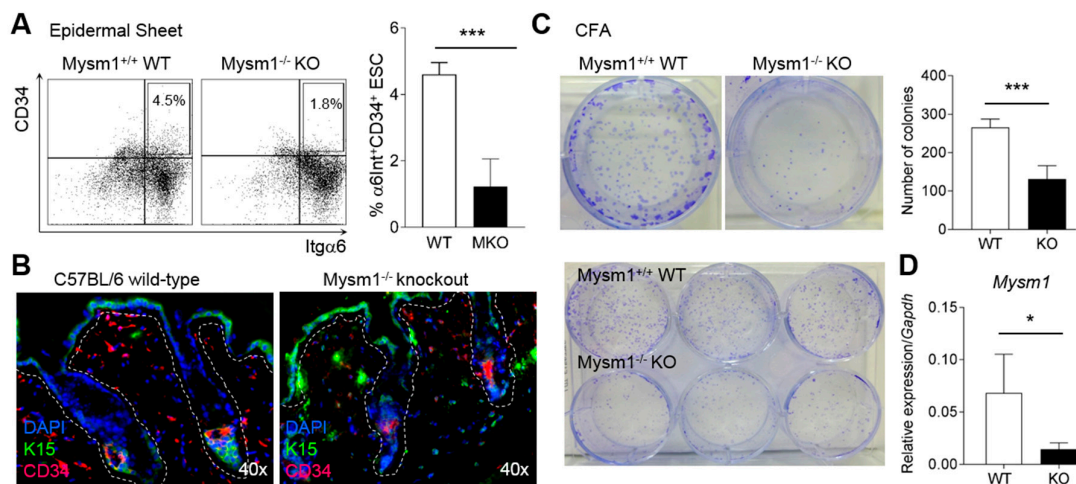 A Epidermal Sheet
Mysm1+/+ WT Mysm1-/- KO
CD34
4.5%
1.8%
Itgα6
***
% α6Int+CD34+ ESC
6
4
2
0
WT MKO
B C57BL/6 wild-type Mysm1-/- knockout
DAPI
K15
CD34
40x
DAPI
K15
CD34
40x
C CFA
Mysm1+/+ WT Mysm1-/- KO
***
Number of colonies
400
300
200
100
0
WT KO
Mysm1+/+ WT
Mysm1-/- KO
D Mysm1
*
Relative expression/Gapdh
0.15
0.10
0.05
0.00
WT KO